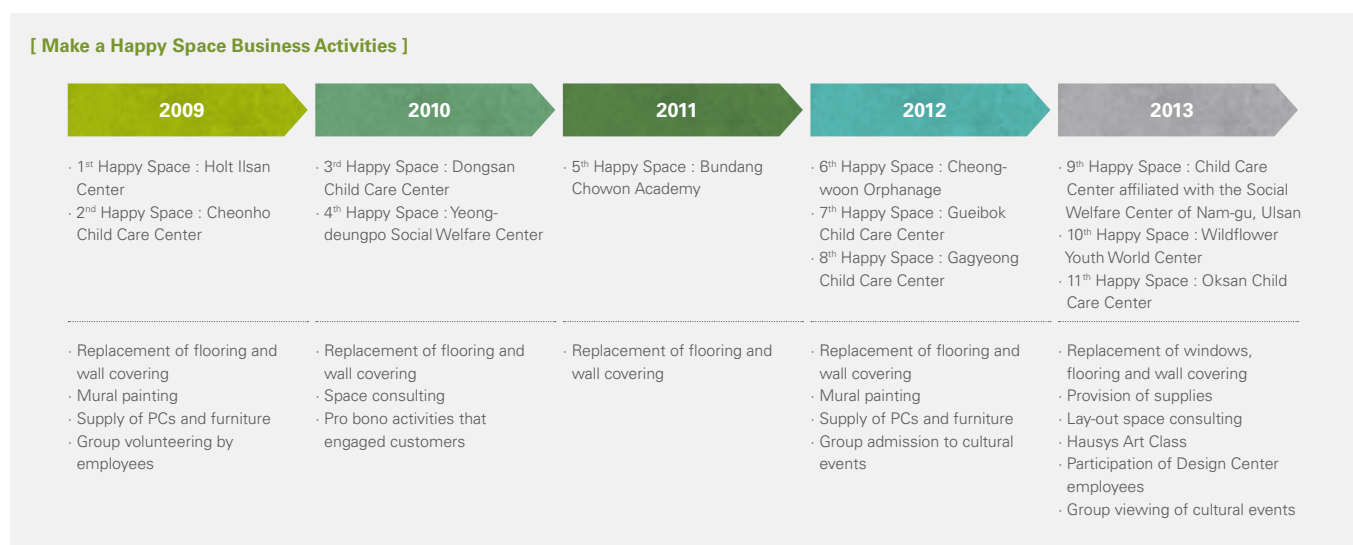 [ Make a Happy Space Business Activities ]
2009
2010
2011
2012
2013
· 1st Happy Space : Holt Ilsan
Center
· 2nd Happy Space : Cheonho
Child Care Center
· 3rd Happy Space : Dongsan
Child Care Center
· 4th Happy Space : Yeong-
deungpo Social Welfare Center
· 5th Happy Space : Bundang
Chowon Academy
· 6th Happy Space : Cheong-
woon Orphanage
· 7th Happy Space : Gueibok
Child Care Center
· 8th Happy Space : Gagyeong
Child Care Center
· 9th Happy Space : Child Care
Center affiliated with the Social
Welfare Center of Nam-gu, Ulsan
· 10th Happy Space : Wildflower
Youth World Center
· 11th Happy Space : Oksan Child
Care Center
· Replacement of flooring and
wall covering
· Mural painting
· Supply of PCs and furniture
· Group volunteering by
employees
· Replacement of flooring and
wall covering
· Space consulting
· Pro bono activities that
engaged customers
· Replacement of flooring and
wall covering
· Replacement of flooring and
wall covering
· Mural painting
· Supply of PCs and furniture
· Group admission to cultural
events
· Replacement of windows,
flooring and wall covering
· Provision of supplies
· Lay-out space consulting
· Hausys Art Class
· Participation of Design Center
employees
· Group viewing of cultural events